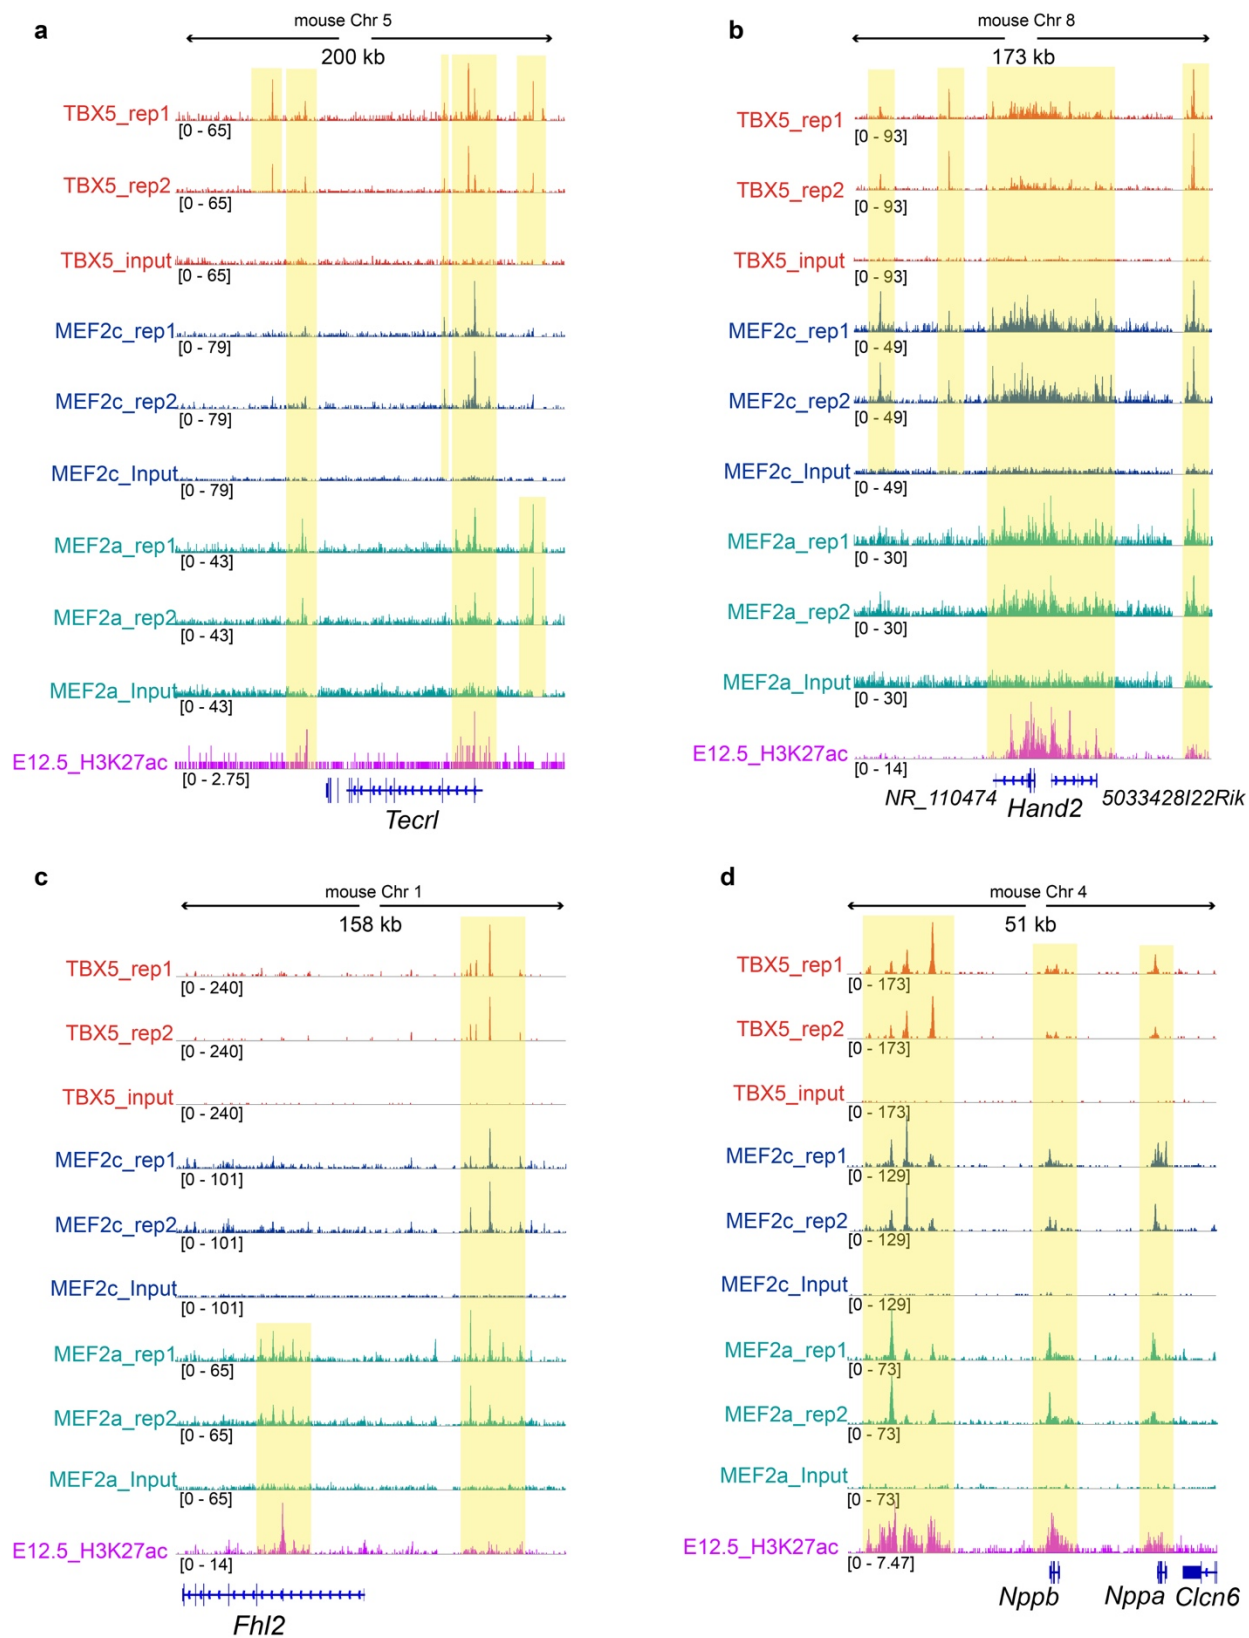 a
mouse Chr 5
200 kb
TBX5_rep1
[0 - 65]
TBX5_rep2
[0 - 65]
TBX5_input
[0 - 65]
MEF2c_rep1
[0 - 79]
MEF2c_rep2
[0 - 79]
MEF2c_Input
[0 - 79]
MEF2a_rep1
[0 - 43]
MEF2a_rep2
[0 - 43]
MEF2a_Input
[0 - 43]
E12.5_H3K27ac
[0 - 2.75]
Tecrl
b
mouse Chr 8
173 kb
TBX5_rep1
[0 - 93]
TBX5_rep2
[0 - 93]
TBX5_input
[0 - 93]
MEF2c_rep1
[0 - 49]
MEF2c_rep2
[0 - 49]
MEF2c_Input
[0 - 49]
MEF2a_rep1
[0 - 30]
MEF2a_rep2
[0 - 30]
MEF2a_Input
[0 - 30]
E12.5_H3K27ac
[0 - 14]
NR_110474 Hand2 5033428I22Rik
c
mouse Chr 1
158 kb
TBX5_rep1
[0 - 240]
TBX5_rep2
[0 - 240]
TBX5_input
[0 - 240]
MEF2c_rep1
[0 - 101]
MEF2c_rep2
[0 - 101]
MEF2c_Input
[0 - 101]
MEF2a_rep1
[0 - 65]
MEF2a_rep2
[0 - 65]
MEF2a_Input
[0 - 65]
E12.5_H3K27ac
[0 - 14]
Fhl2
d
mouse Chr 4
51 kb
TBX5_rep1
[0 - 173]
TBX5_rep2
[0 - 173]
TBX5_input
[0 - 173]
MEF2c_rep1
[0 - 129]
MEF2c_rep2
[0 - 129]
MEF2c_Input
[0 - 129]
MEF2a_rep1
[0 - 73]
MEF2a_rep2
[0 - 73]
MEF2a_Input
[0 - 73]
E12.5_H3K27ac
[0 - 7.47]
Nppb Nppa Clcn6